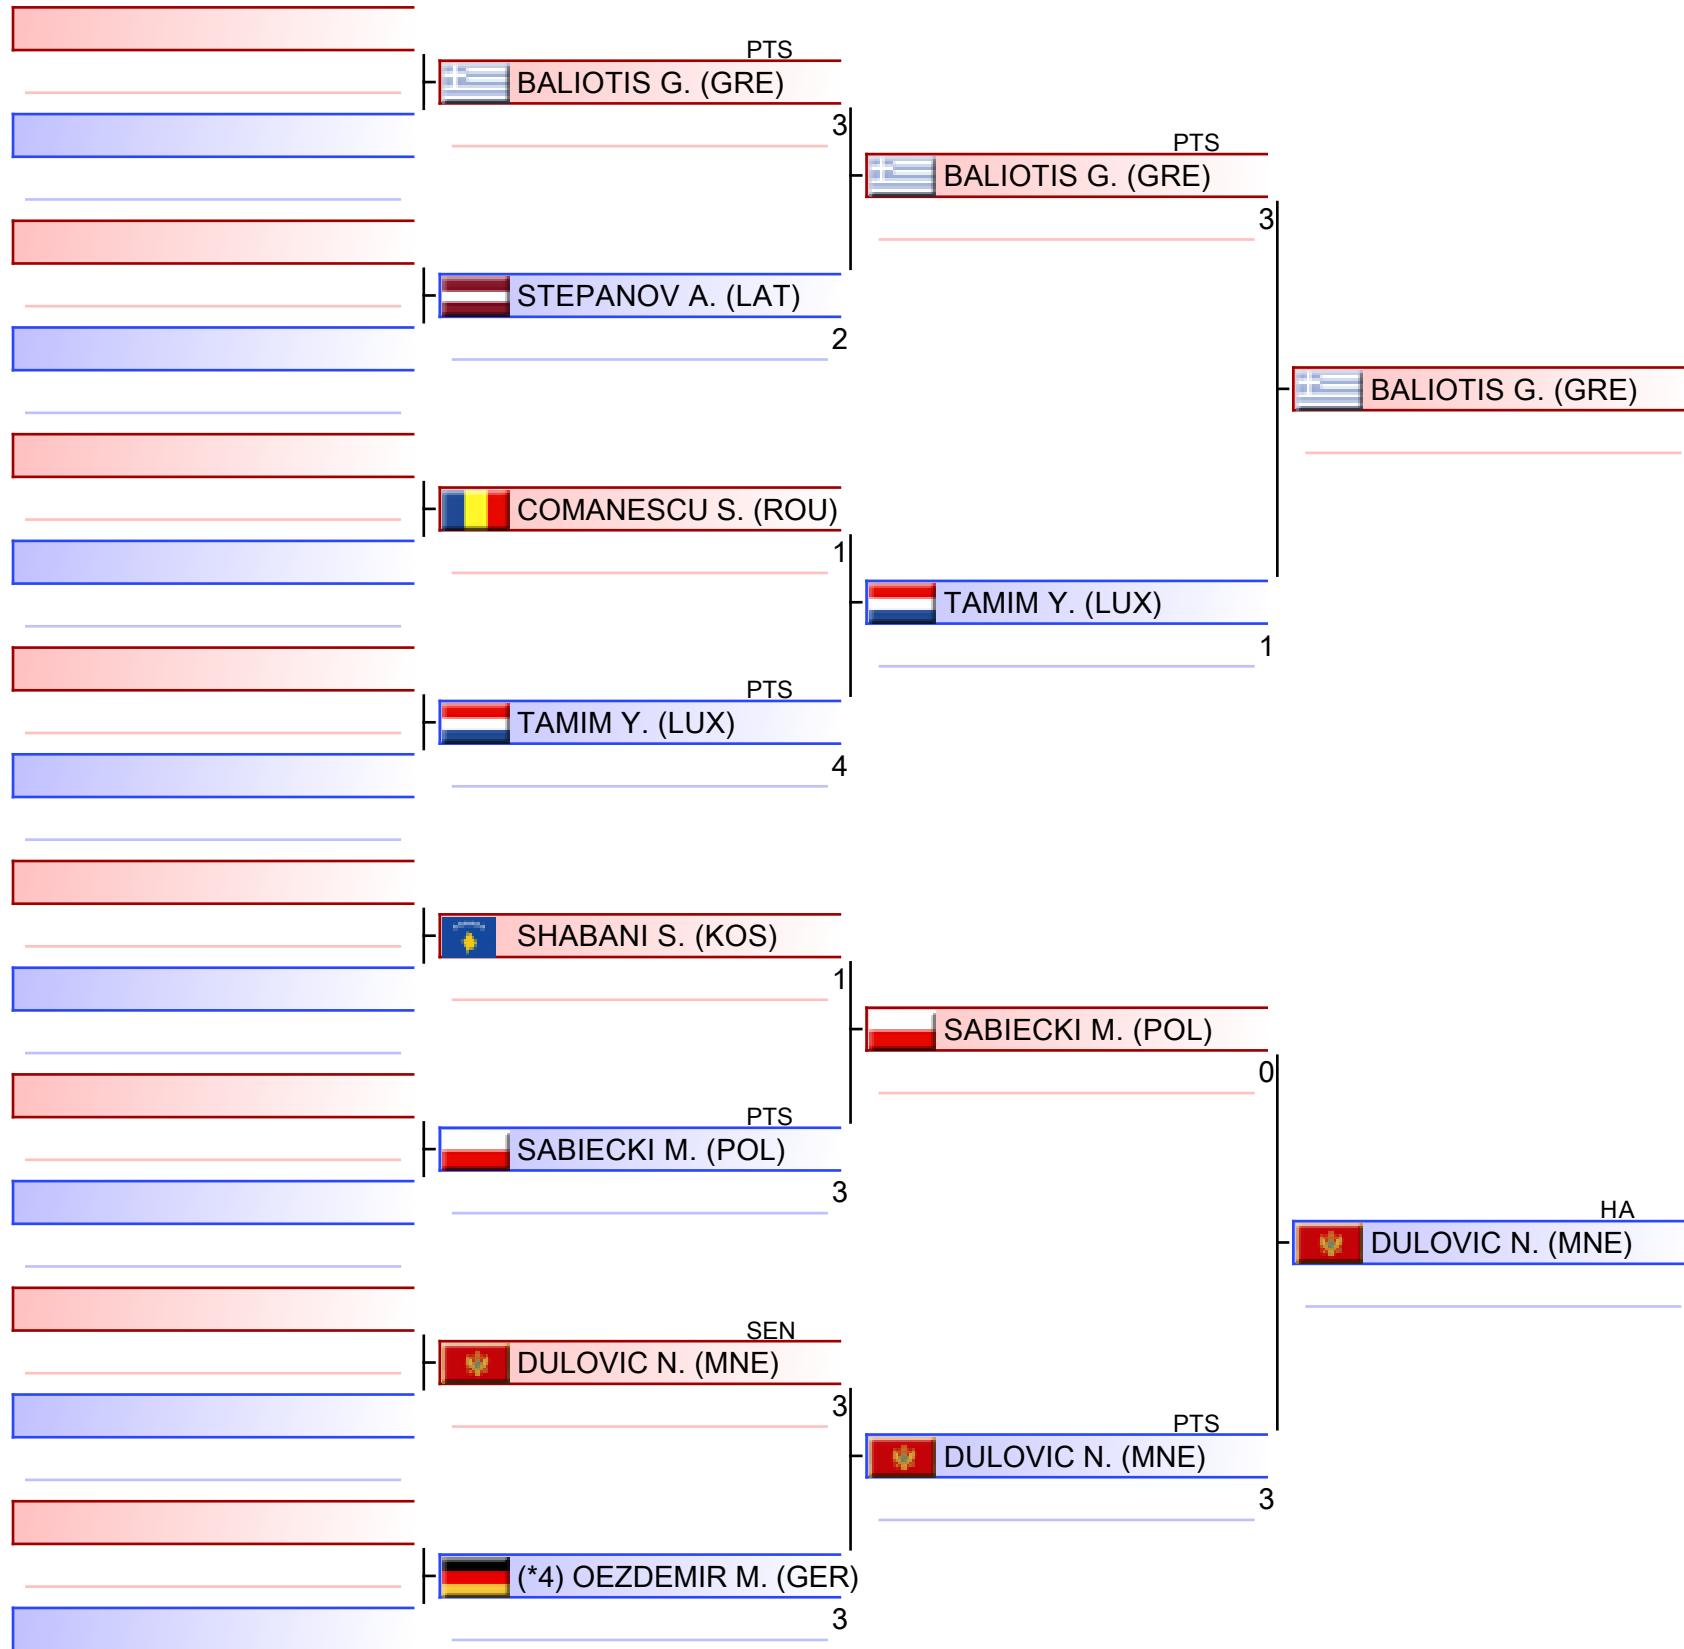 PTS
BALIOTIS G. (GRE)
3
PTS
BALIOTIS G. (GRE)
3
STEPANOV A. (LAT)
2
BALIOTIS G. (GRE)
COMANESCU S. (ROU)
1
TAMIM Y. (LUX)
1
PTS
TAMIM Y. (LUX)
4
SHABANI S. (KOS)
1
SABIECKI M. (POL)
0
PTS
SABIECKI M. (POL)
3
HA
DULOVIC N. (MNE)
SEN
DULOVIC N. (MNE)
3
PTS
DULOVIC N. (MNE)
3
(*4) OEZDEMIR M. (GER)
3